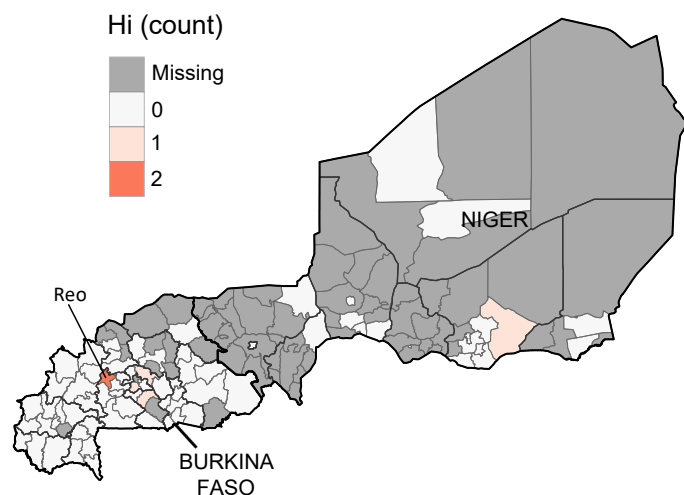 Hi (count)
Missing
0
1
2
NIGER
Reo
BURKINA
FASO